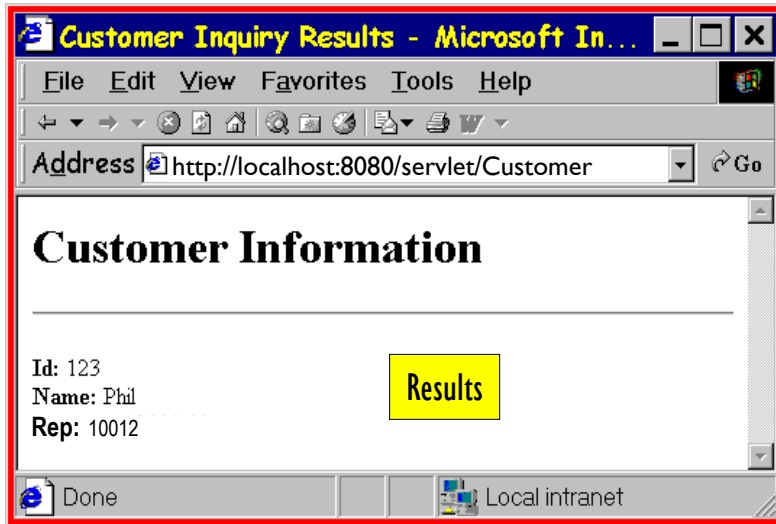 Customer Inquiry Results - Microsoft In...
File Edit View Favorites Tools Help
Address http://localhost:8080/servlet/Customer Go
Customer Information
Id: 123
Name: Phil
Results
Rep: 10012
Done Local intranet